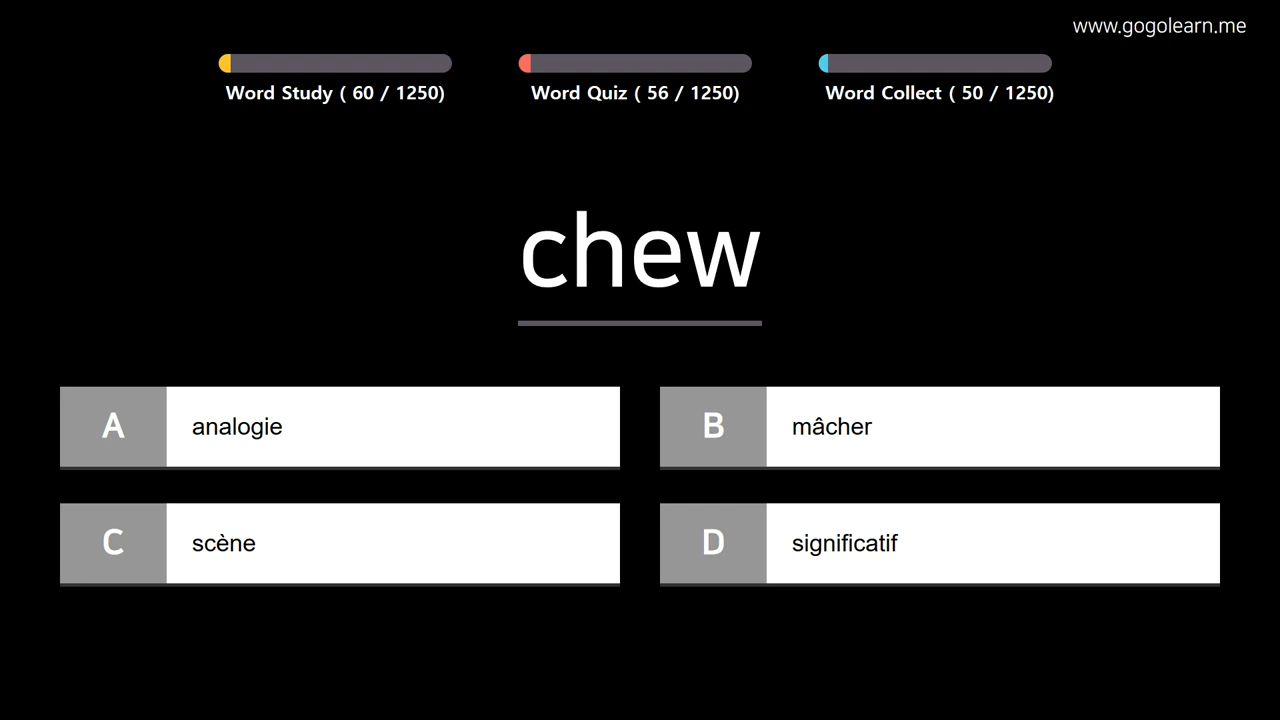 www.gogolearn.me
Word Study ( 60 / 1250)
Word Quiz ( 56 / 1250)
Word Collect ( 50 / 1250)
chew
A
analogie
B
mâcher
C
scène
D
significatif